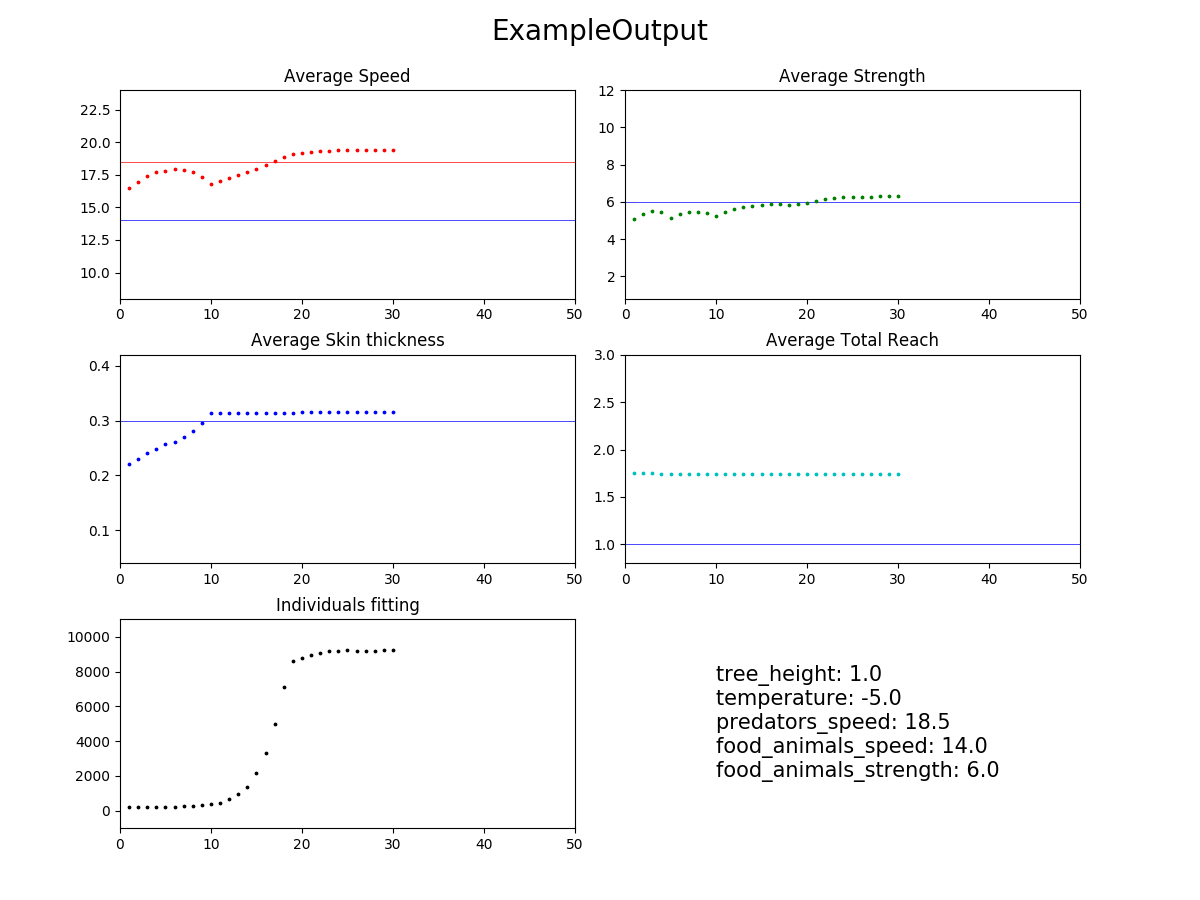 ExampleOutput
Average Speed
22.5
20.0
17.5
15.0
12.5
10.0
0 10 20 30 40 50
Average Strength
12
10
8
6
4
2
0 10 20 30 40 50
Average Skin thickness
0.4
0.3
0.2
0.1
0 10 20 30 40 50
Average Total Reach
3.0
2.5
2.0
1.5
1.0
0 10 20 30 40 50
Individuals fitting
10000
8000
6000
4000
2000
0
0 10 20 30 40 50
tree_height: 1.0
temperature: -5.0
predators_speed: 18.5
food_animals_speed: 14.0
food_animals_strength: 6.0